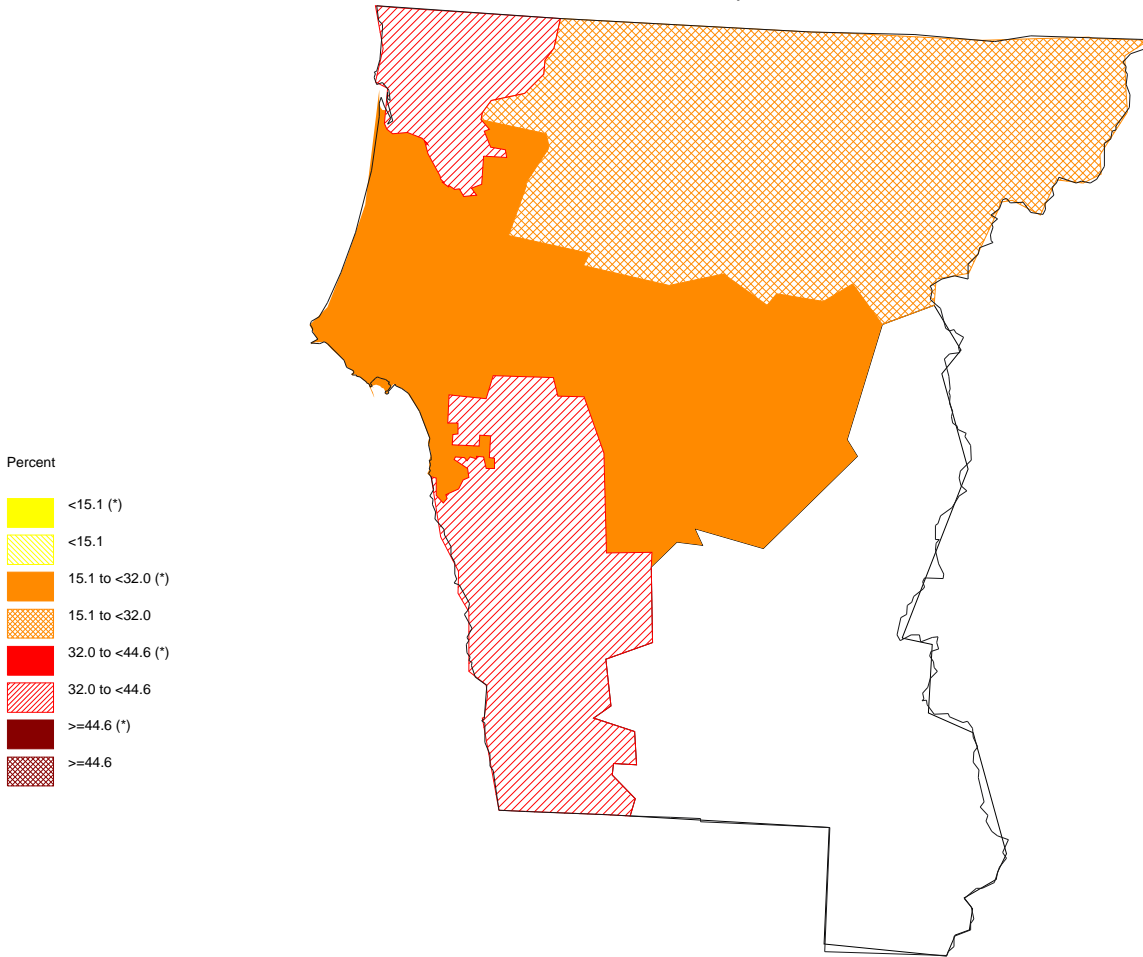 Percent
<15.1 (*)
<15.1
15.1 to <32.0 (*)
15.1 to <32.0
32.0 to <44.6 (*)
32.0 to <44.6
>=44.6 (*)
>=44.6